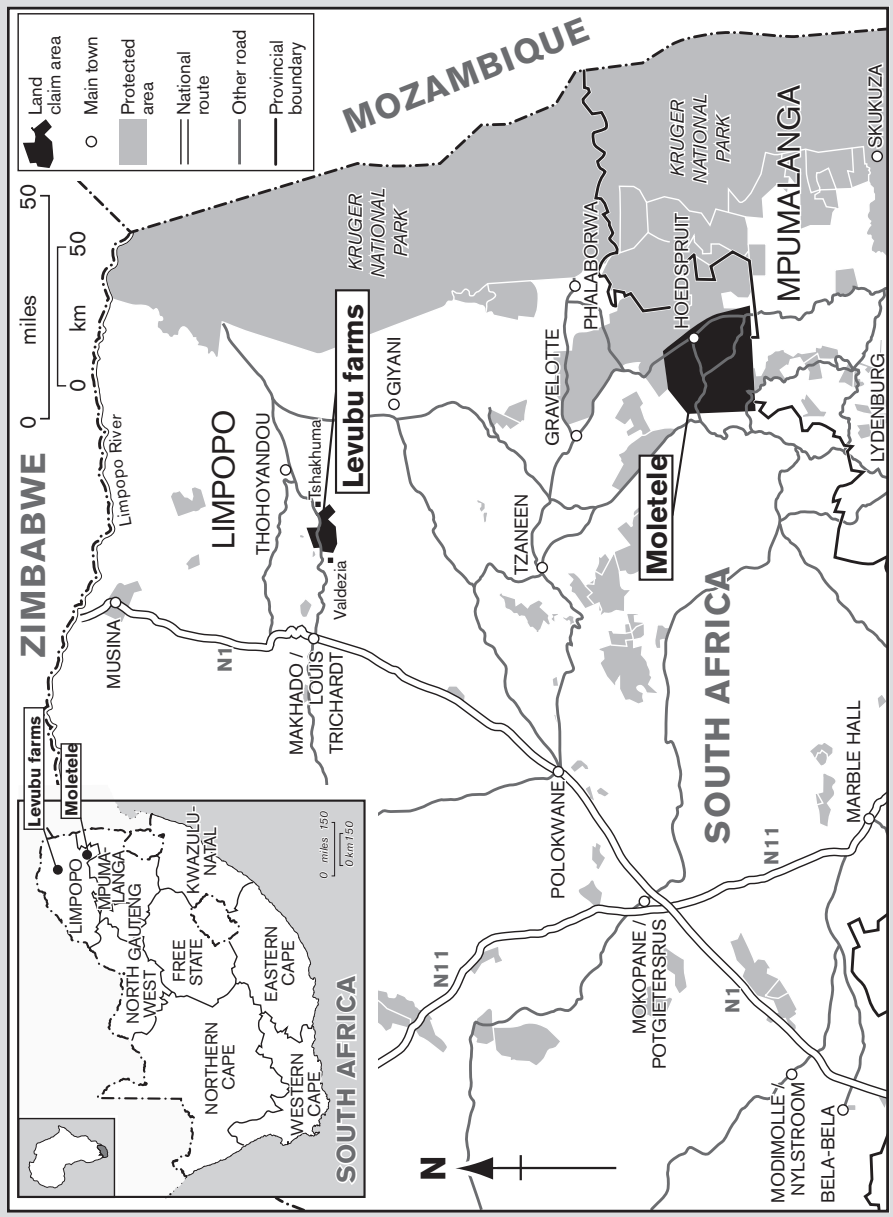 ZIMBABWE
MOZAMBIQUE
SOUTH AFRICA
LIMPOPO
MPUMALANGA
Limpopo River
MUSINA
N1
MAKHADO /
LOUIS
TRICHARDT
THOHOYANDOU
Tshakhuma
Valdezia
Levubu farms
GIYANI
KRUGER
NATIONAL
PARK
KRUGER
NATIONAL
PARK
GRAVELOTTE
PHALABORWA
HOEDSPRUIT
TZANEEN
Moletele
SKUKUZA
LYDENBURG
POLOKWANE
MARBLE HALL
N11
MOKOPANE /
POTGIETERSRUS
N11
N1
MODIMOLLE /
NYLSTROOM
BELA-BELA
N
0 miles 50
0 km 50
Land
claim area
Main town
Protected
area
National
route
Other road
Provincial
boundary
Levubu farms
Moletele
LIMPOPO
MPUMA-
LANGA
GAUTENG
NORTH
WEST
FREE
STATE
KWAZULU-
NATAL
NORTHERN
CAPE
EASTERN
CAPE
WESTERN
CAPE
SOUTH AFRICA
0 miles 150
0 km 150